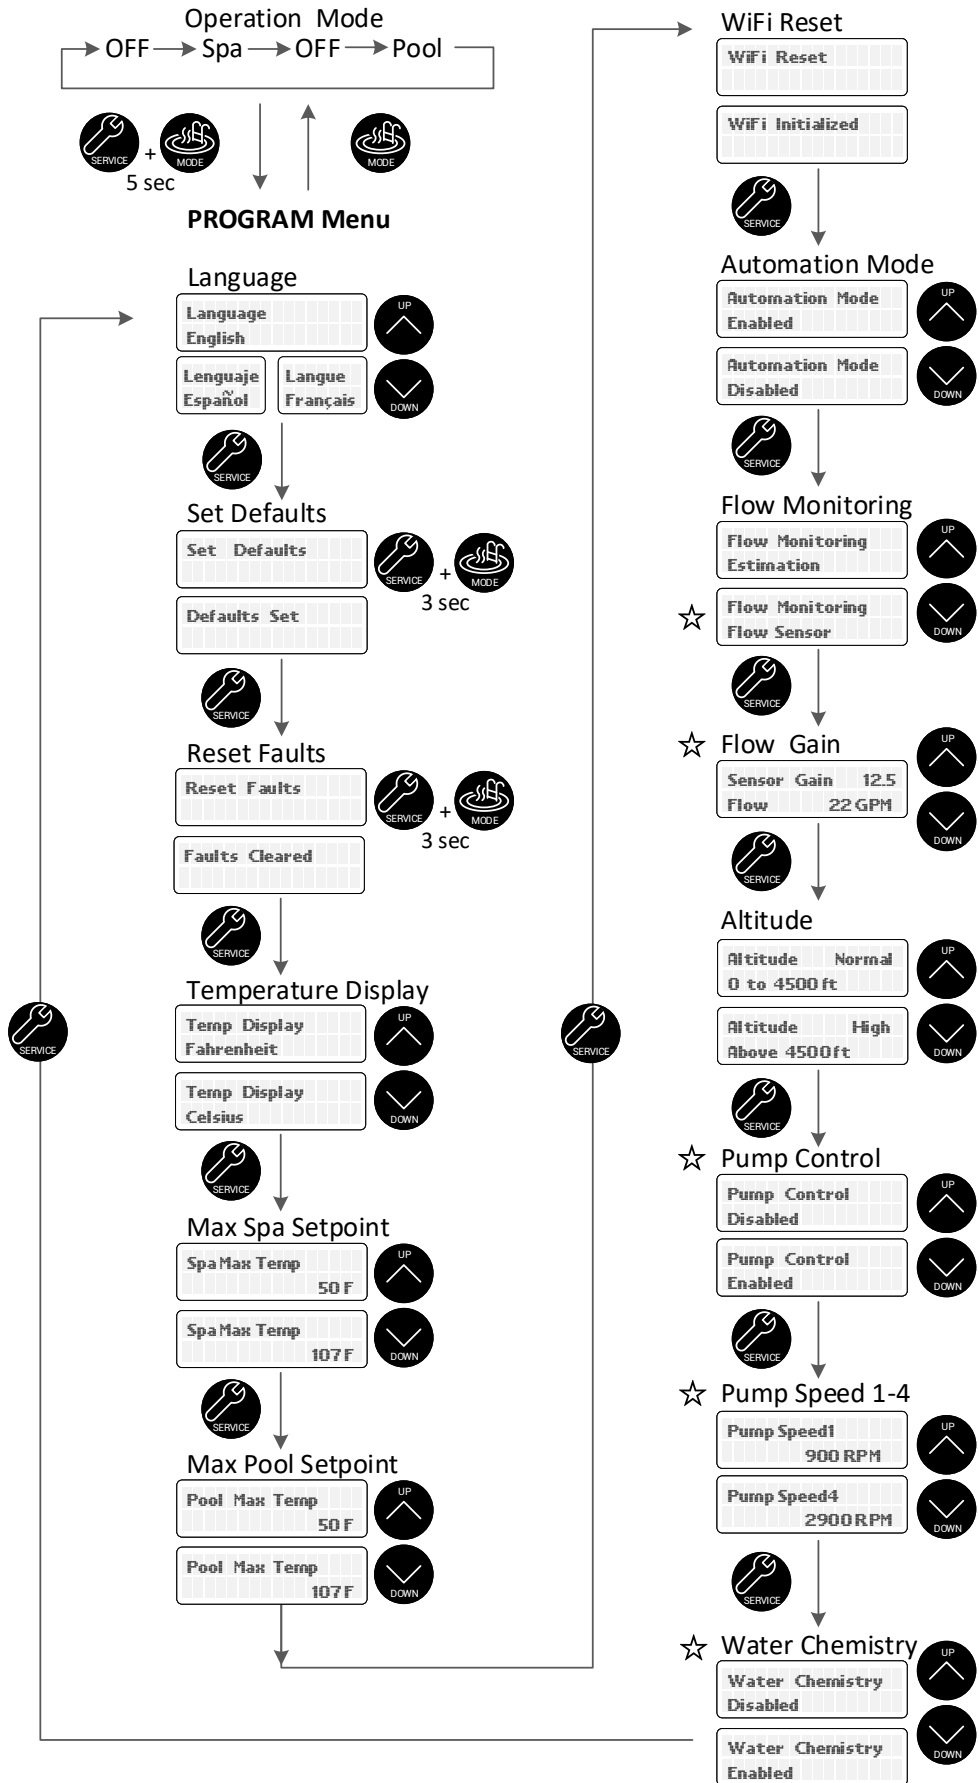 Operation Mode
OFF Spa OFF Pool
SERVICE + MODE
5 sec
MODE
PROGRAM Menu
Language
Language
English
UP
Lenguaje
Español
Langue
Français
DOWN
SERVICE
Set Defaults
Set Defaults
SERVICE + MODE
3 sec
Defaults Set
SERVICE
Reset Faults
Reset Faults
SERVICE + MODE
3 sec
Faults Cleared
SERVICE
Temperature Display
Temp Display
Fahrenheit
UP
Temp Display
Celsius
DOWN
SERVICE
SERVICE
Max Spa Setpoint
Spa Max Temp
50 F
UP
Spa Max Temp
107 F
DOWN
SERVICE
Max Pool Setpoint
Pool Max Temp
50 F
UP
Pool Max Temp
107 F
DOWN
SERVICE
WiFi Reset
WiFi Reset
WiFi Initialized
SERVICE
Automation Mode
Automation Mode
Enabled
UP
Automation Mode
Disabled
DOWN
SERVICE
Flow Monitoring
Flow Monitoring
Estimation
UP
☆ Flow Monitoring
Flow Sensor
DOWN
SERVICE
☆ Flow Gain
Sensor Gain 12.5
Flow 22 GPM
UP
DOWN
SERVICE
Altitude
Altitude Normal
0 to 4500 ft
UP
Altitude High
Above 4500ft
DOWN
SERVICE
☆ Pump Control
Pump Control
Disabled
UP
Pump Control
Enabled
DOWN
SERVICE
☆ Pump Speed 1-4
Pump Speed1
900 RPM
UP
Pump Speed4
2900 RPM
DOWN
SERVICE
☆ Water Chemistry
Water Chemistry
Disabled
UP
Water Chemistry
Enabled
DOWN